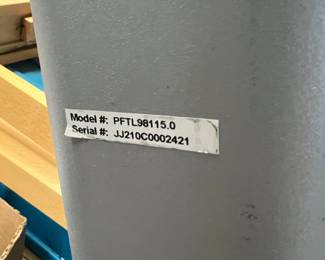 Model #: PFTL98115.0
Serial #: JJ210C0002421